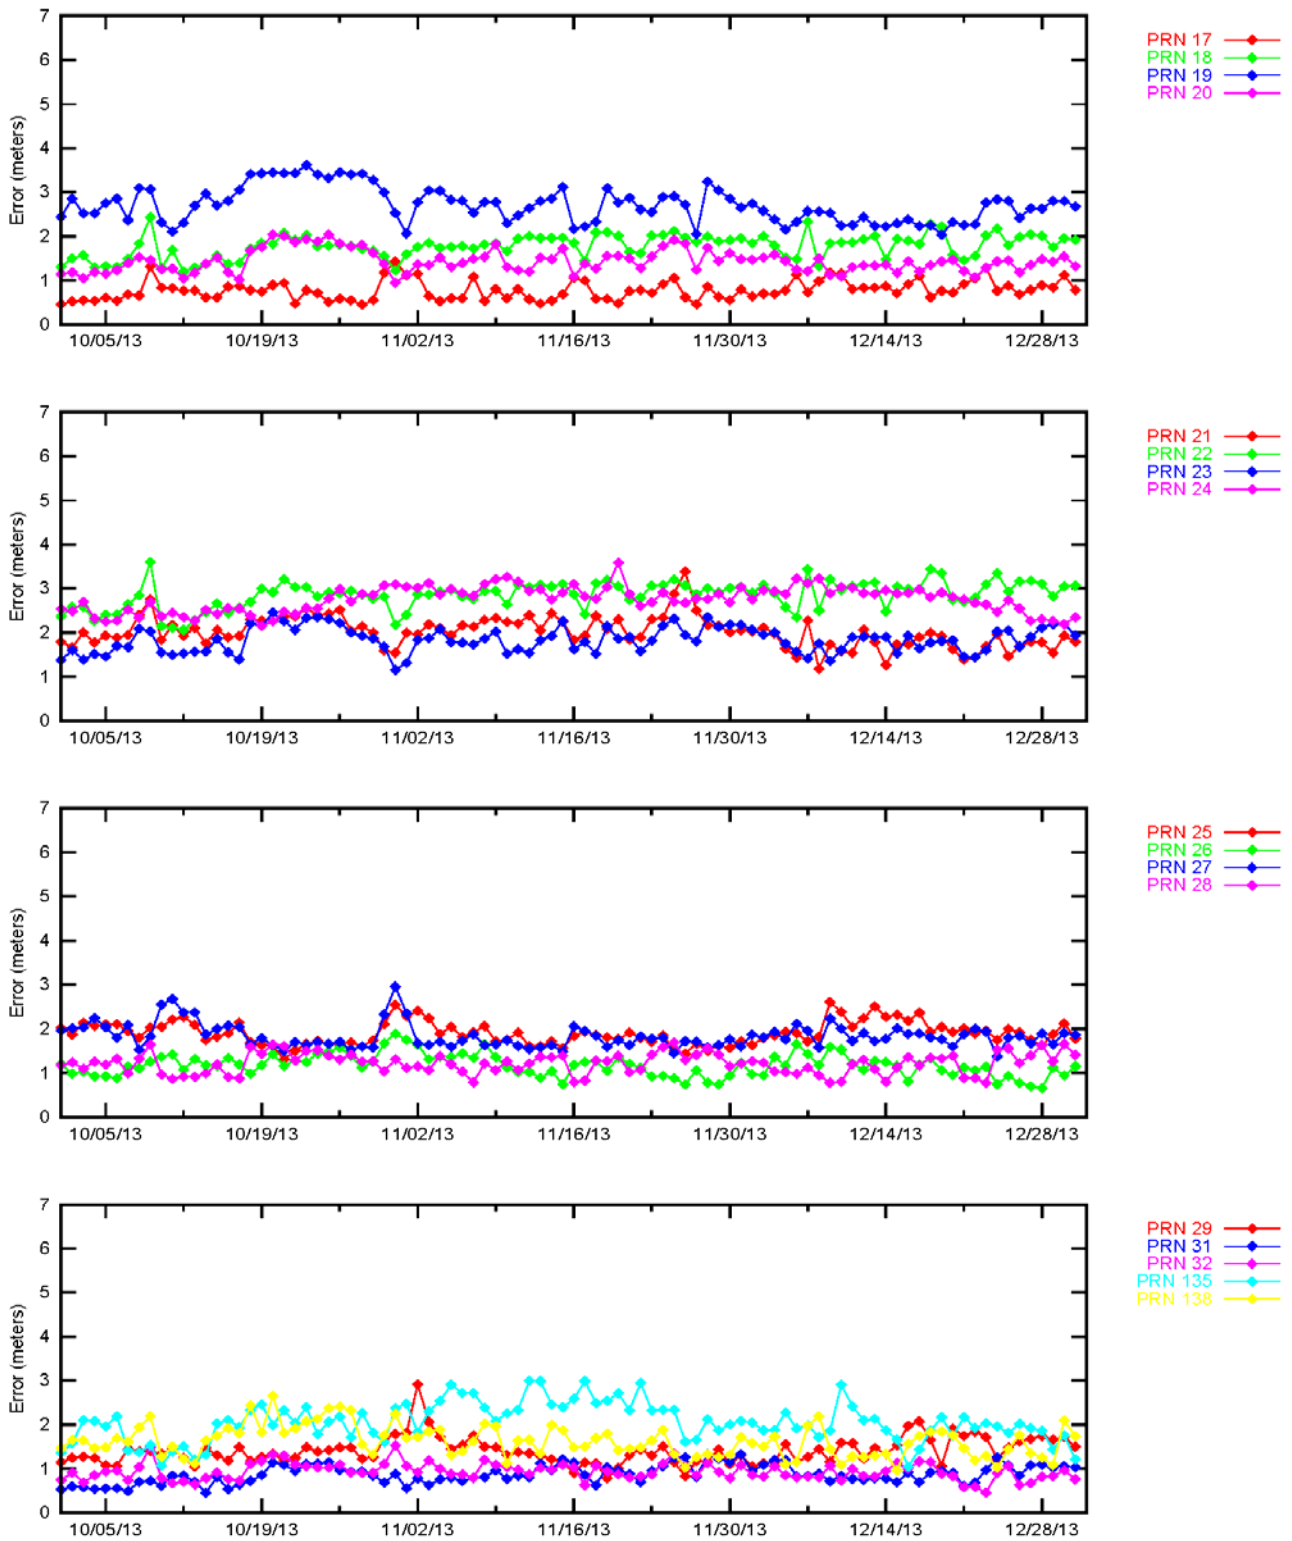 7
6
5
4
3
2
1
0
Error (meters)
10/05/13 10/19/13 11/02/13 11/16/13 11/30/13 12/14/13 12/28/13
PRN 17
PRN 18
PRN 19
PRN 20
7
6
5
4
3
2
1
0
Error (meters)
10/05/13 10/19/13 11/02/13 11/16/13 11/30/13 12/14/13 12/28/13
PRN 21
PRN 22
PRN 23
PRN 24
7
6
5
4
3
2
1
0
Error (meters)
10/05/13 10/19/13 11/02/13 11/16/13 11/30/13 12/14/13 12/28/13
PRN 25
PRN 26
PRN 27
PRN 28
7
6
5
4
3
2
1
0
Error (meters)
10/05/13 10/19/13 11/02/13 11/16/13 11/30/13 12/14/13 12/28/13
PRN 29
PRN 31
PRN 32
PRN 135
PRN 138